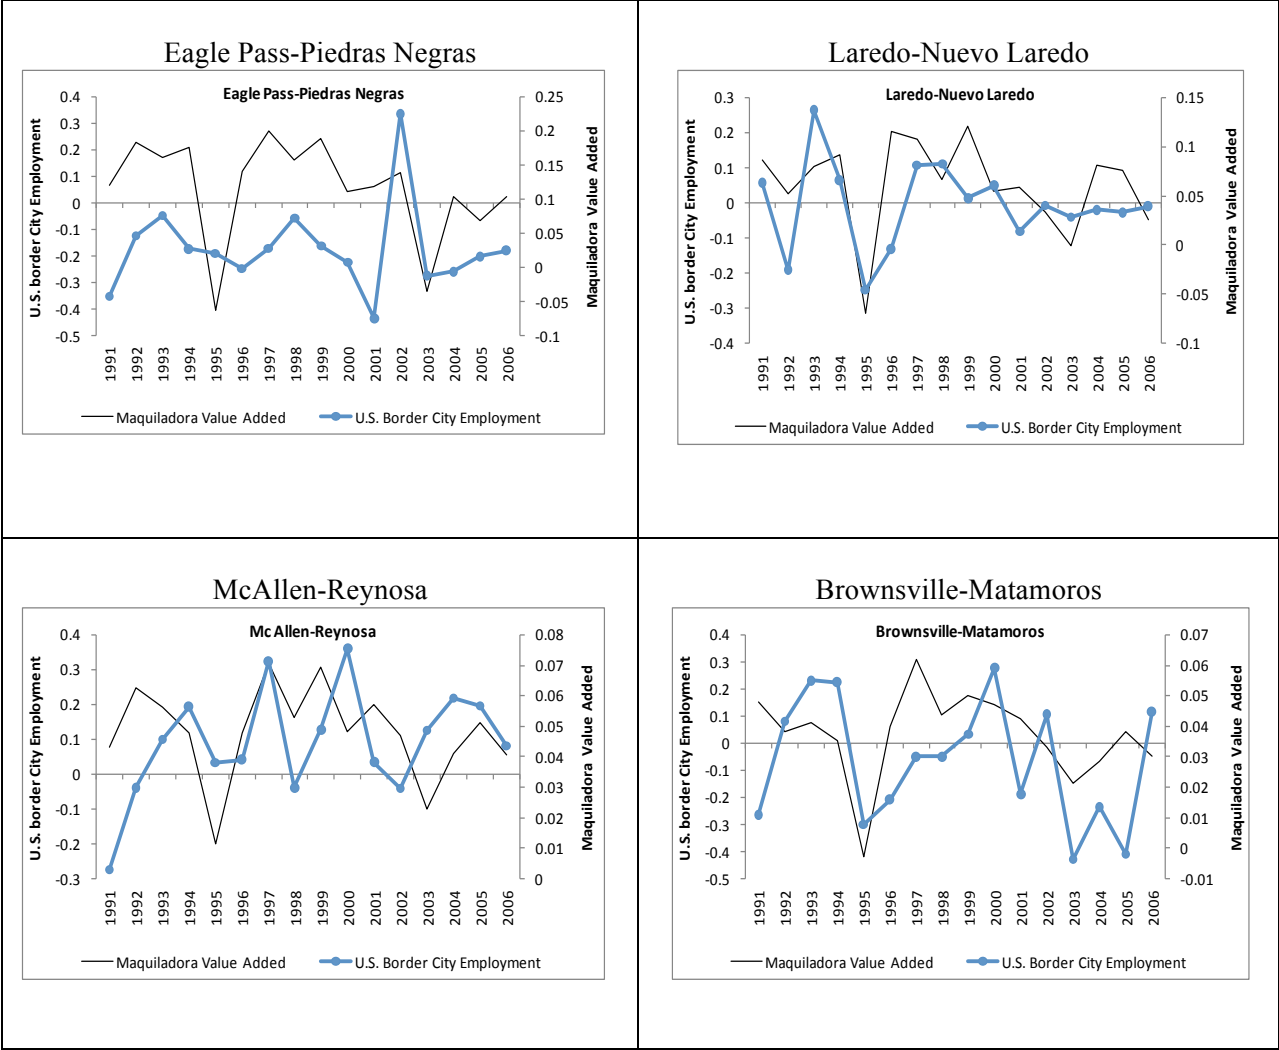 Eagle Pass-Piedras Negras
Eagle Pass-Piedras Negras
U.S. border City Employment
0.4
0.3
0.2
0.1
0
-0.1
-0.2
-0.3
-0.4
-0.5
0.25
0.2
0.15
0.1
0.05
0
-0.05
-0.1
Maquiladora Value Added
1991 1992 1993 1994 1995 1996 1997 1998 1999 2000 2001 2002 2003 2004 2005 2006
Maquiladora Value Added U.S. Border City Employment
Laredo-Nuevo Laredo
Laredo-Nuevo Laredo
U.S. border City Employment
0.3
0.2
0.1
0
-0.1
-0.2
-0.3
-0.4
0.15
0.1
0.05
0
-0.05
-0.1
Maquiladora Value Added
1991 1992 1993 1994 1995 1996 1997 1998 1999 2000 2001 2002 2003 2004 2005 2006
Maquiladora Value Added U.S. Border City Employment
McAllen-Reynosa
Mc Allen-Reynosa
U.S. border City Employment
0.4
0.3
0.2
0.1
0
-0.1
-0.2
-0.3
0.08
0.07
0.06
0.05
0.04
0.03
0.02
0.01
0
Maquiladora Value Added
1991 1992 1993 1994 1995 1996 1997 1998 1999 2000 2001 2002 2003 2004 2005 2006
Maquiladora Value Added U.S. Border City Employment
Brownsville-Matamoros
Brownsville-Matamoros
U.S. border City Employment
0.4
0.3
0.2
0.1
0
-0.1
-0.2
-0.3
-0.4
-0.5
0.07
0.06
0.05
0.04
0.03
0.02
0.01
0
-0.01
Maquiladora Value Added
1991 1992 1993 1994 1995 1996 1997 1998 1999 2000 2001 2002 2003 2004 2005 2006
Maquiladora Value Added U.S. Border City Employment